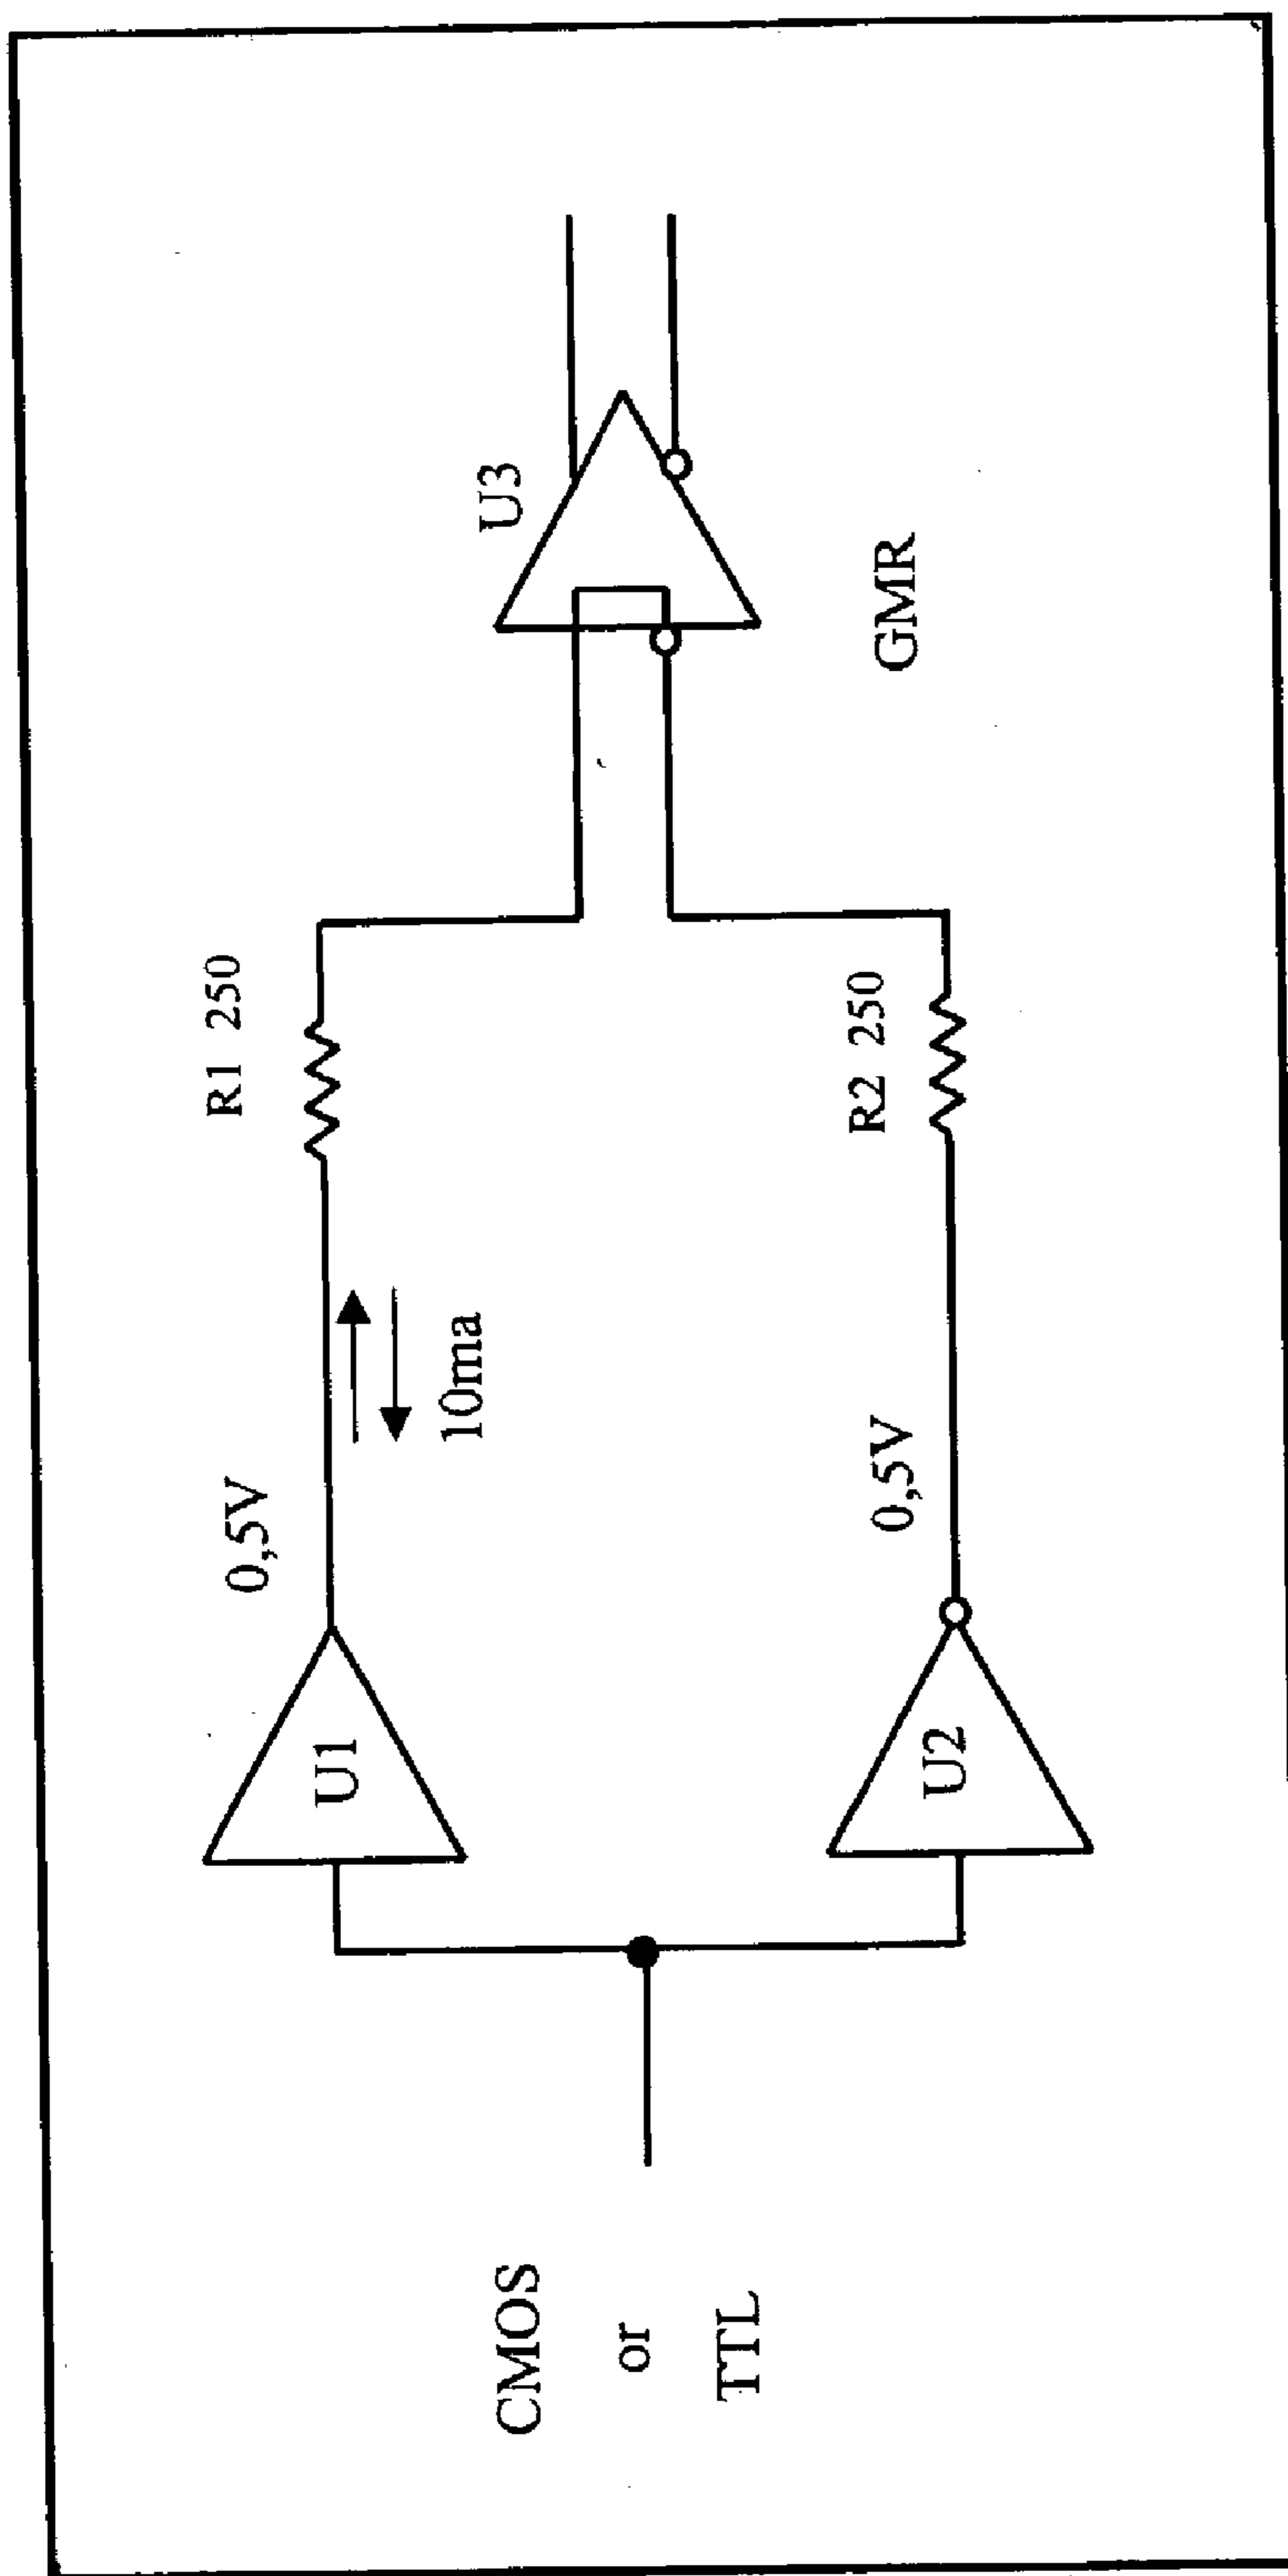 CMOS
or
TTL
U1
0,5V
10ma
R1 250
U2
0,5V
R2 250
U3
GMR